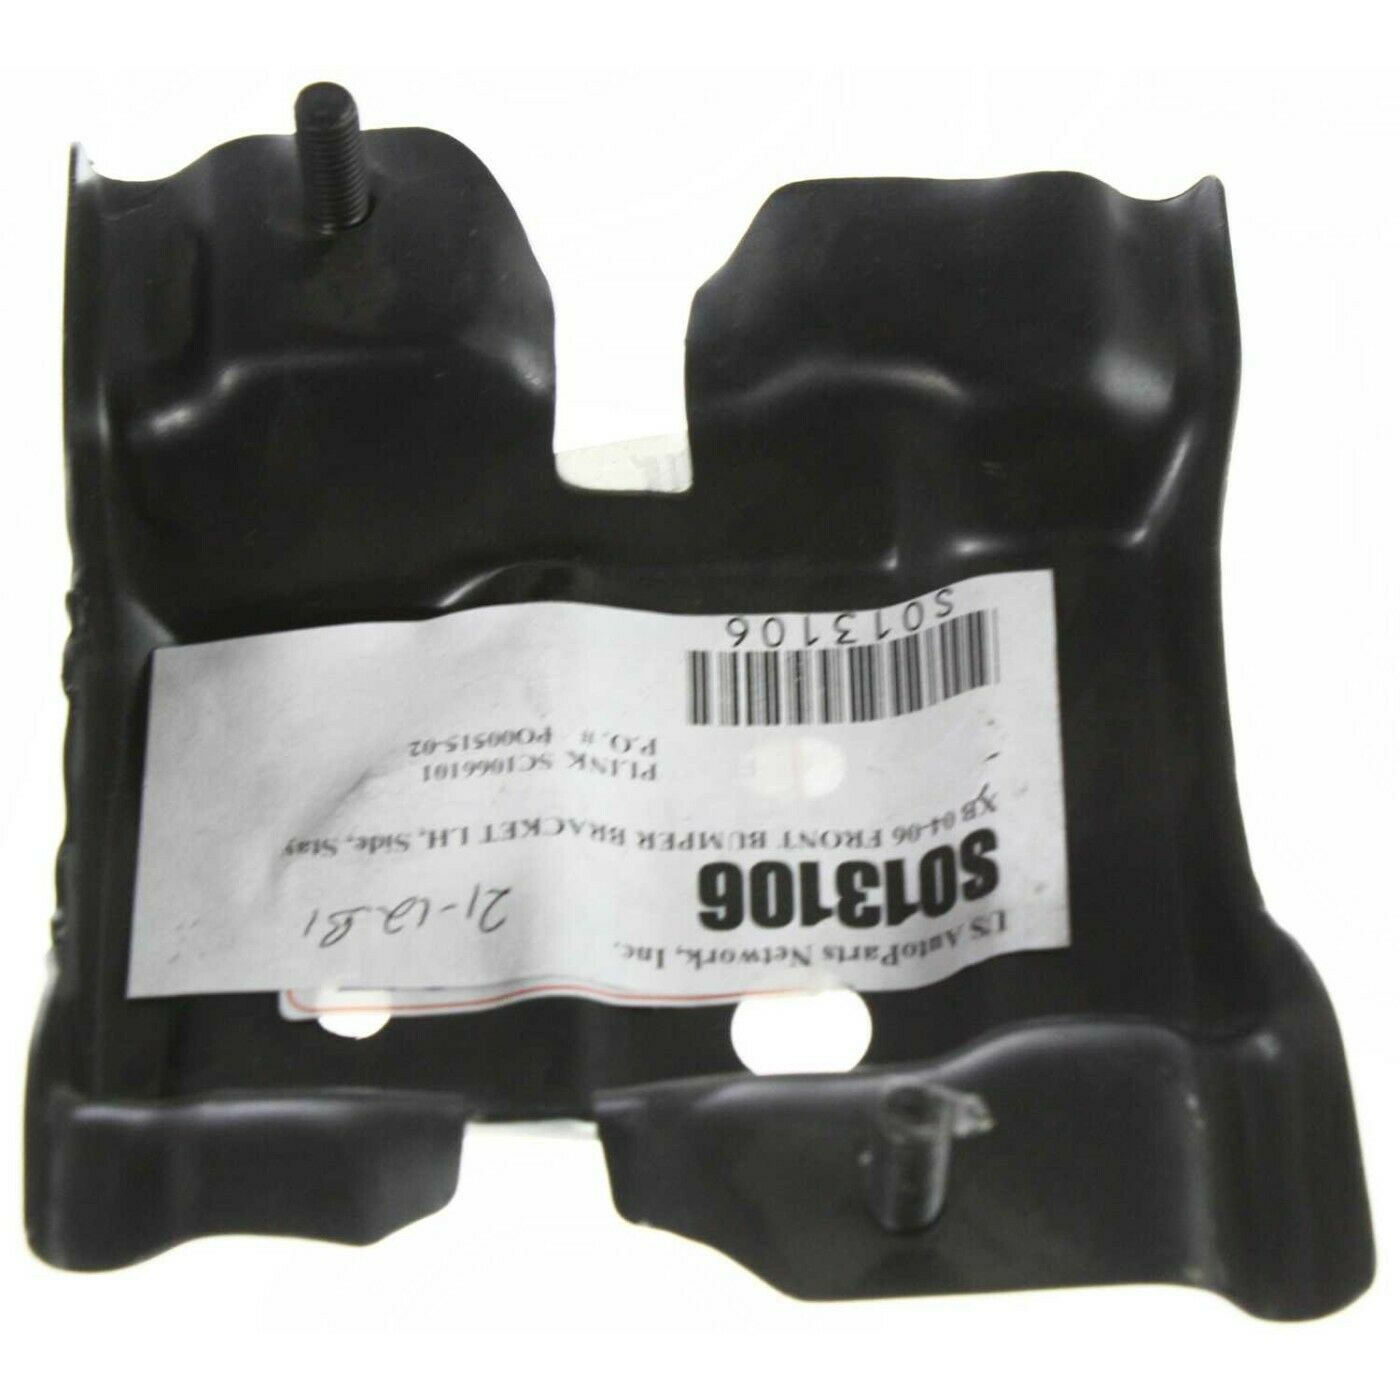 US AutoParts Network, Inc.
S013106
21-12-B1
XB 04-06 FRONT BUMPER BRACKET LH, Side, Stay
PLINK SC1066101
P.O. # PO00515-02
S013106